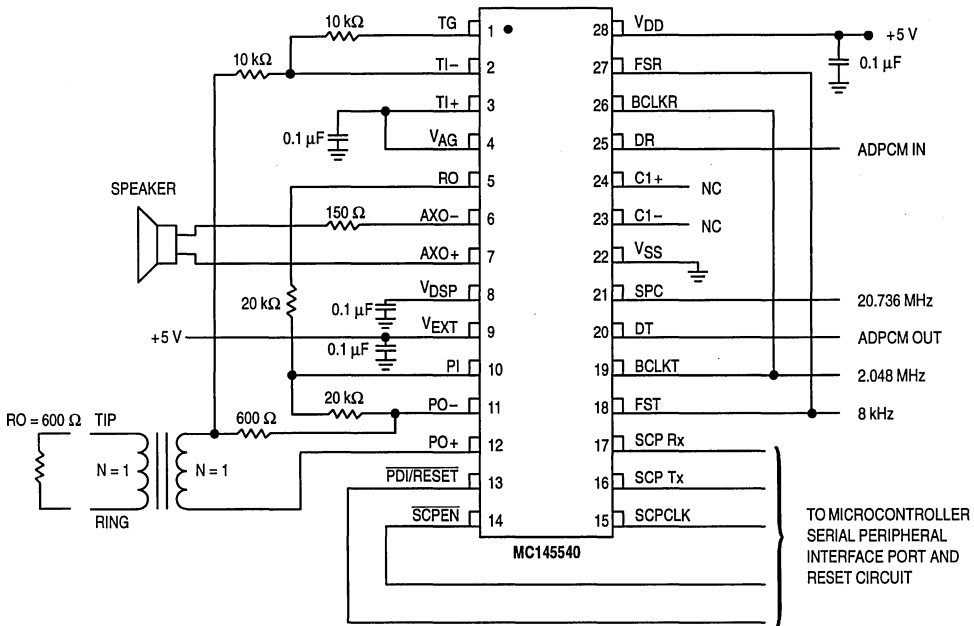 10 kΩ
TG
1
28
VDD
+5 V
10 kΩ
TI–
2
27
FSR
0.1 µF
TI+
3
26
BCLKR
0.1 µF
VAG
4
25
DR
ADPCM IN
RO
5
24
C1+
NC
SPEAKER
150 Ω
AXO–
6
23
C1–
NC
AXO+
7
22
VSS
VDSP
8
21
SPC
20.736 MHz
20 kΩ
0.1 µF
+5 V
VEXT
9
20
DT
ADPCM OUT
0.1 µF
PI
10
19
BCLKT
2.048 MHz
20 kΩ
PO–
11
18
FST
8 kHz
RO = 600 Ω
TIP
600 Ω
PO+
12
17
SCP Rx
N = 1
N = 1
PDI/RESET
13
16
SCP Tx
RING
SCPEN
14
15
SCPCLK
MC145540
TO MICROCONTROLLER
SERIAL PERIPHERAL
INTERFACE PORT AND
RESET CIRCUIT